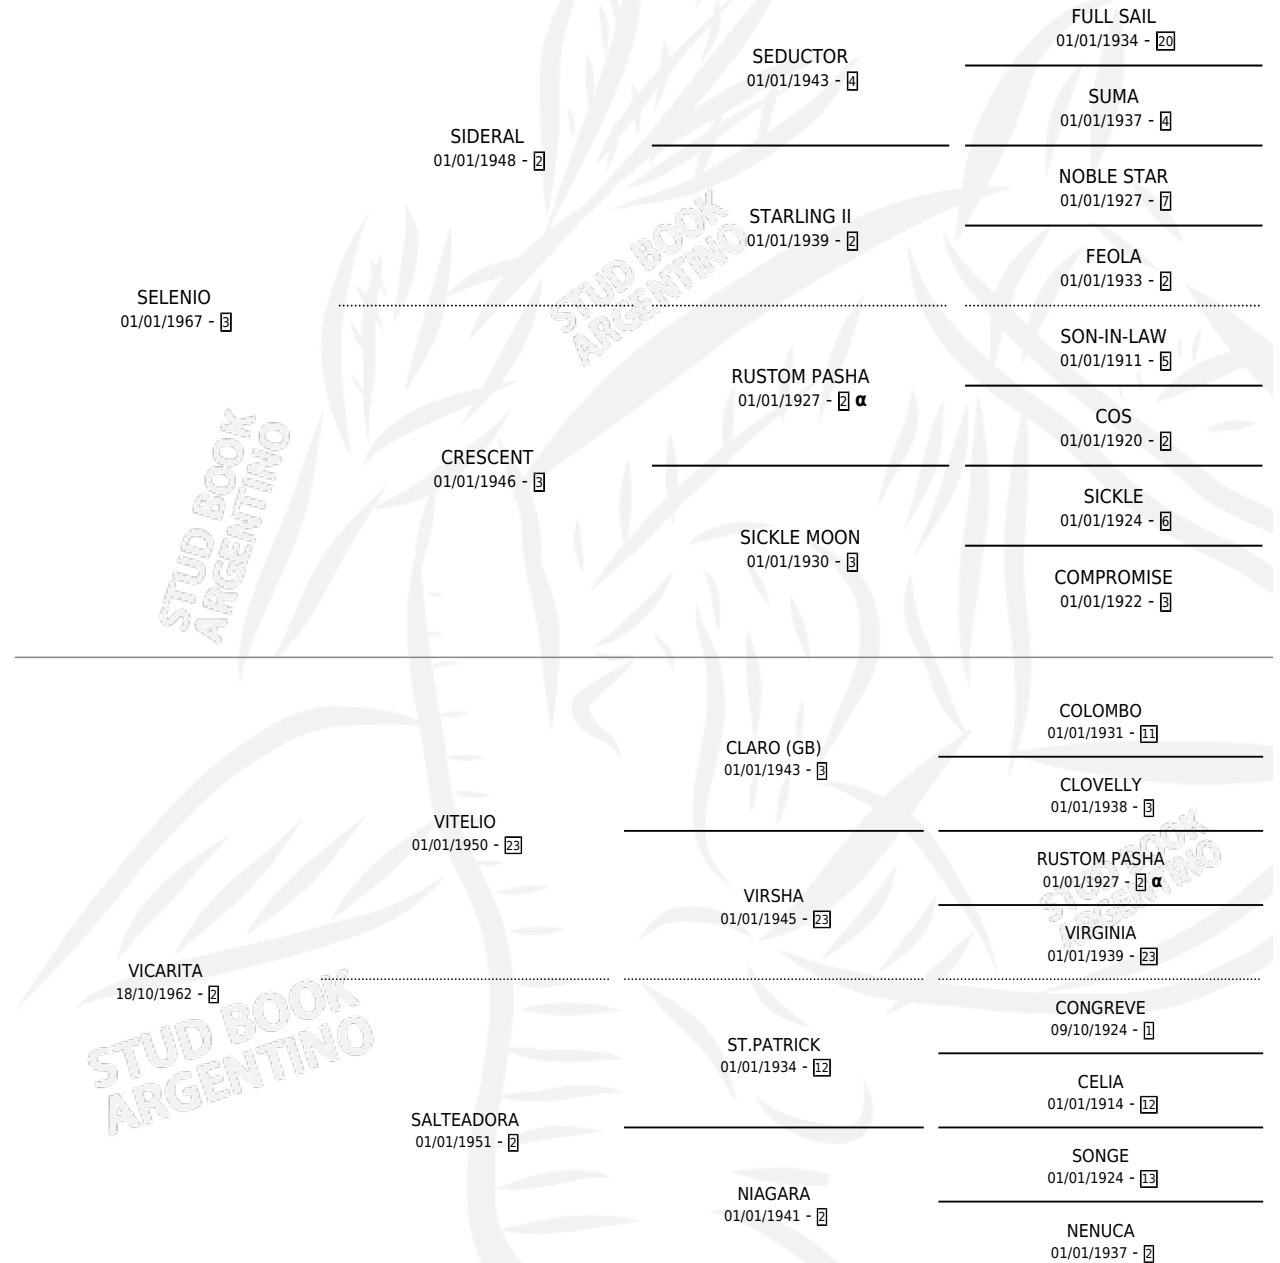 FULL SAIL
01/01/1934 - 20
SEDUCTOR
01/01/1943 - 4
SUMA
01/01/1937 - 4
SIDERAL
01/01/1948 - 2
NOBLE STAR
01/01/1927 - 7
STARLING II
01/01/1939 - 2
FEOLA
01/01/1933 - 2
SELENIO
01/01/1967 - 3
SON-IN-LAW
01/01/1911 - 5
RUSTOM PASHA
01/01/1927 - 2 α
COS
01/01/1920 - 2
CRESCENT
01/01/1946 - 3
SICKLE
01/01/1924 - 6
SICKLE MOON
01/01/1930 - 3
COMPROMISE
01/01/1922 - 3
COLOMBO
01/01/1931 - 11
CLARO (GB)
01/01/1943 - 3
CLOVELLY
01/01/1938 - 3
VITELIO
01/01/1950 - 23
RUSTOM PASHA
01/01/1927 - 2 α
VIRSHA
01/01/1945 - 23
VIRGINIA
01/01/1939 - 23
VICARITA
18/10/1962 - 2
CONGREVE
09/10/1924 - 1
ST.PATRICK
01/01/1934 - 12
CELIA
01/01/1914 - 12
SALTEADORA
01/01/1951 - 2
SONGE
01/01/1924 - 13
NIAGARA
01/01/1941 - 2
NENUCA
01/01/1937 - 2
STUD BOOK
ARGENTINO
STUD BOOK
ARGENTINO
STUD BOOK
ARGENTINO
STUD BOOK
ARGENTINO